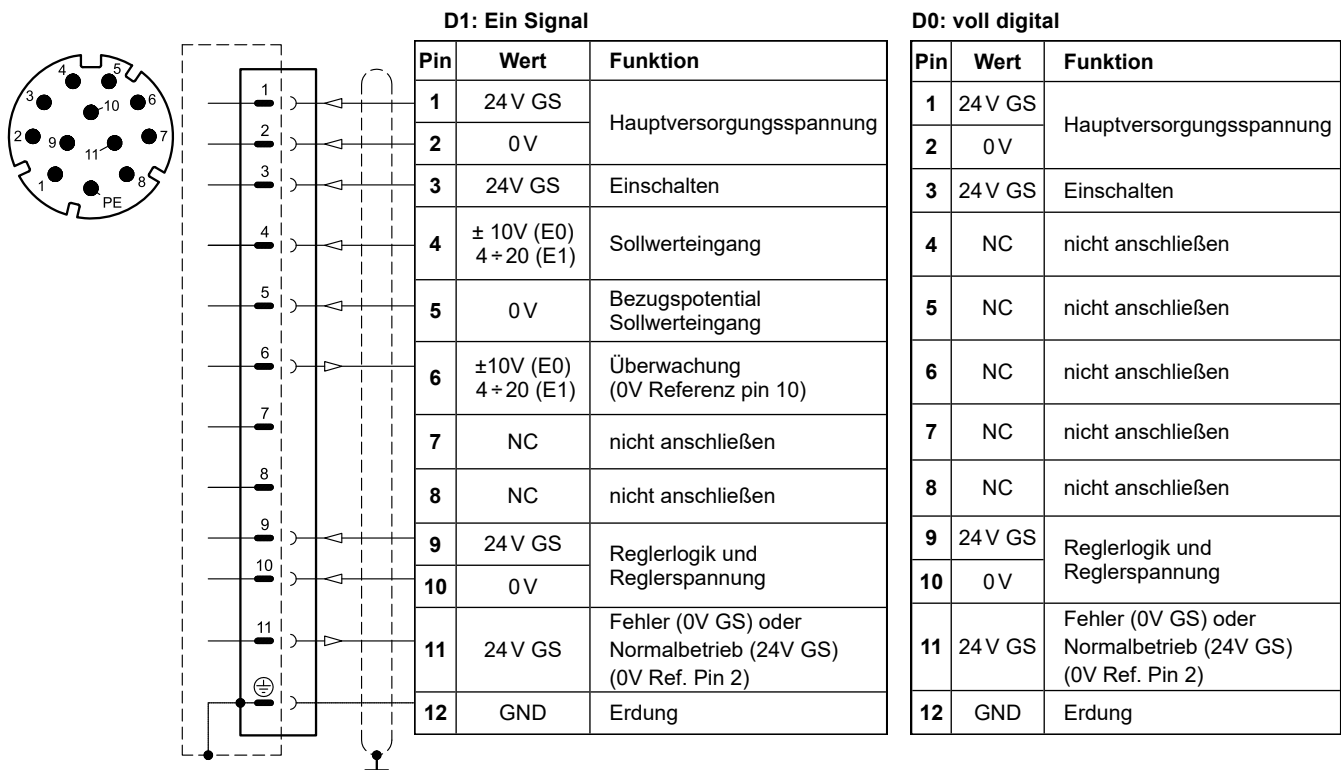 D1: Ein Signal
Pin Wert Funktion
1 24 V GS Hauptversorgungsspannung
2 0 V
3 24V GS Einschalten
4 ± 10V (E0) Sollwerteingang
4 ÷ 20 (E1)
5 0 V Bezugspotential
Sollwerteingang
6 ±10V (E0) Überwachung
4 ÷ 20 (E1) (0V Referenz pin 10)
7 NC nicht anschließen
8 NC nicht anschließen
9 24 V GS Reglerlogik und
10 0 V Reglerspannung
11 24 V GS Fehler (0V GS) oder
Normalbetrieb (24V GS)
(0V Ref. Pin 2)
12 GND Erdung
D0: voll digital
Pin Wert Funktion
1 24 V GS Hauptversorgungsspannung
2 0 V
3 24 V GS Einschalten
4 NC nicht anschließen
5 NC nicht anschließen
6 NC nicht anschließen
7 NC nicht anschließen
8 NC nicht anschließen
9 24 V GS Reglerlogik und
10 0 V Reglerspannung
11 24 V GS Fehler (0V GS) oder
Normalbetrieb (24V GS)
(0V Ref. Pin 2)
12 GND Erdung
4 5
3 10 6
2 9 11 7
1 8
PE
1
2
3
4
5
6
7
8
9
10
11